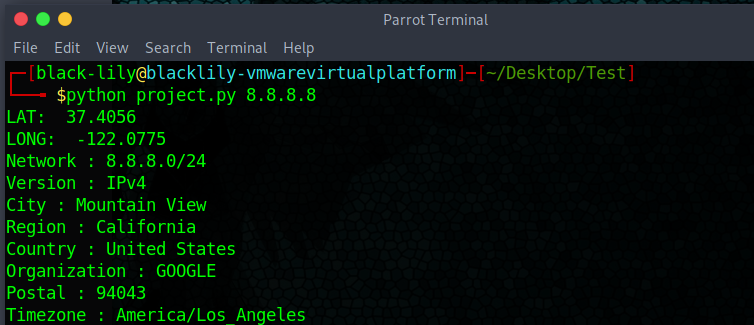 Parrot Terminal
File Edit View Search Terminal Help
[black-lily@blacklily-vmwarevirtualplatform]-[~/Desktop/Test]
$python project.py 8.8.8.8
LAT:  37.4056
LONG:  -122.0775
Network : 8.8.8.0/24
Version : IPv4
City : Mountain View
Region : California
Country : United States
Organization : GOOGLE
Postal : 94043
Timezone : America/Los_Angeles